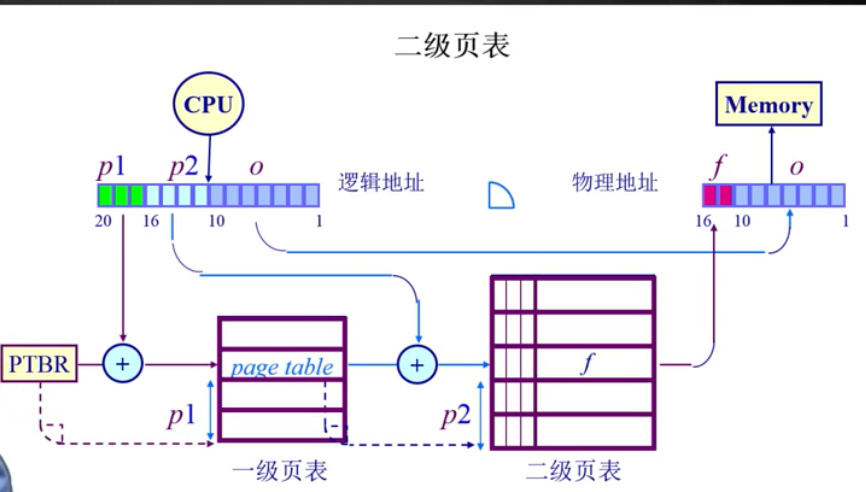 二级页表
CPU
Memory
p1 p2 o
逻辑地址
物理地址
f o
20 16 10 1
16 10 1
PTBR
+
page table
+
f
p1
p2
一级页表
二级页表